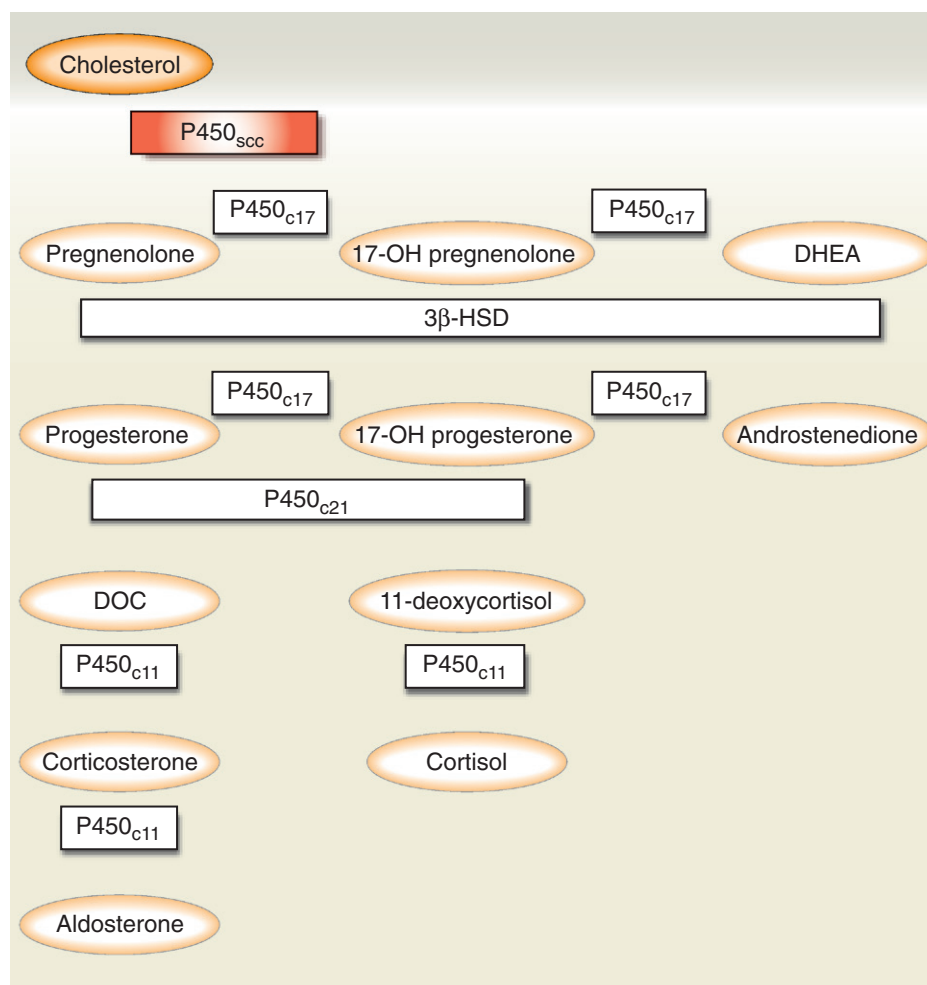 Cholesterol
P450scc
P450c17
P450c17
Pregnenolone
17-OH pregnenolone
DHEA
3β-HSD
P450c17
P450c17
Progesterone
17-OH progesterone
Androstenedione
P450c21
DOC
11-deoxycortisol
P450c11
P450c11
Corticosterone
Cortisol
P450c11
Aldosterone